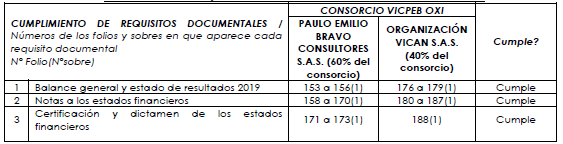 CONSORCIO VICPEB OXI
CUMPLIMIENTO DE REQUISITOS DOCUMENTALES /
Números de los folios y sobres en que aparece cada
requisito documental
Nº Folio(Nºsobre)
PAULO EMILIO
BRAVO
CONSULTORES
S.A.S. (60% del
consorcio)
ORGANIZACIÓN
VICAN S.A.S.
(40% del
consorcio)
Cumple?
1 Balance general y estado de resultados 2019 153 a 156(1) 176 a 179(1) Cumple
2 Notas a los estados financieros 158 a 170(1) 180 a 187(1) Cumple
3 Certificación y dictamen de los estados
financieros 171 a 173(1) 188(1) Cumple